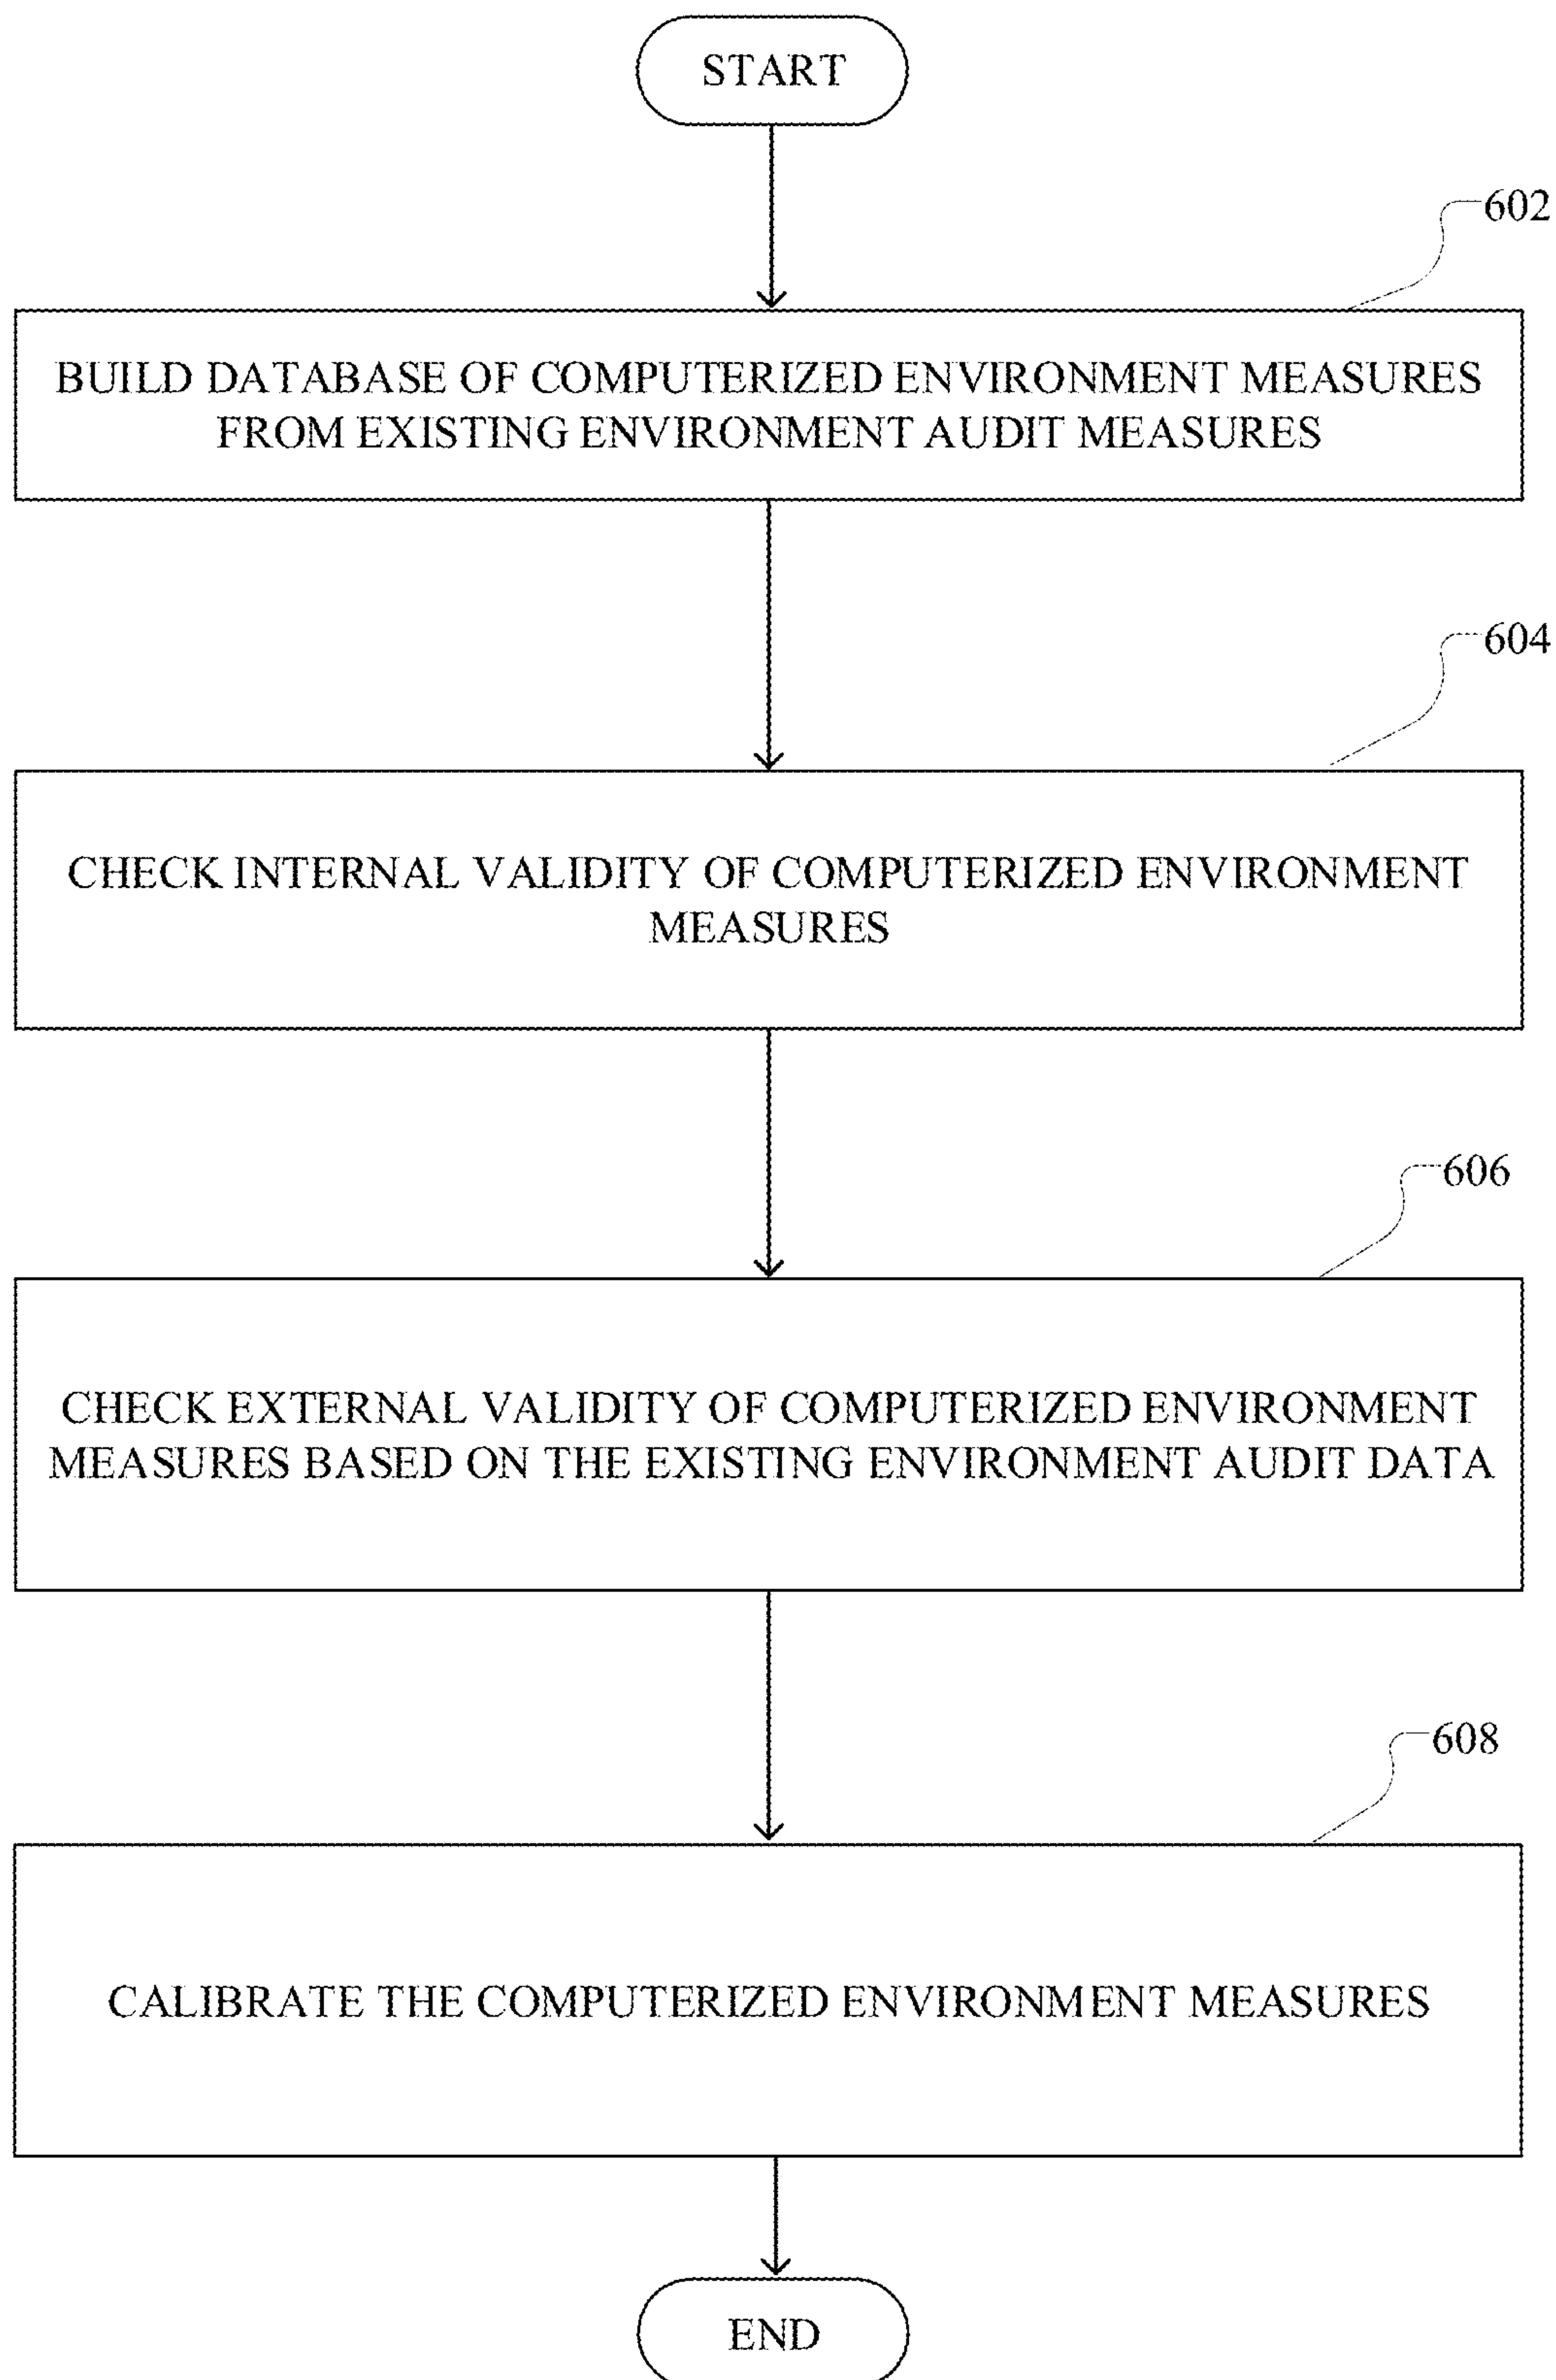 START
602
BUILD DATABASE OF COMPUTERIZED ENVIRONMENT MEASURES
FROM EXISTING ENVIRONMENT AUDIT MEASURES
604
CHECK INTERNAL VALIDITY OF COMPUTERIZED ENVIRONMENT
MEASURES
606
CHECK EXTERNAL VALIDITY OF COMPUTERIZED ENVIRONMENT
MEASURES BASED ON THE EXISTING ENVIRONMENT AUDIT DATA
608
CALIBRATE THE COMPUTERIZED ENVIRONMENT MEASURES
END